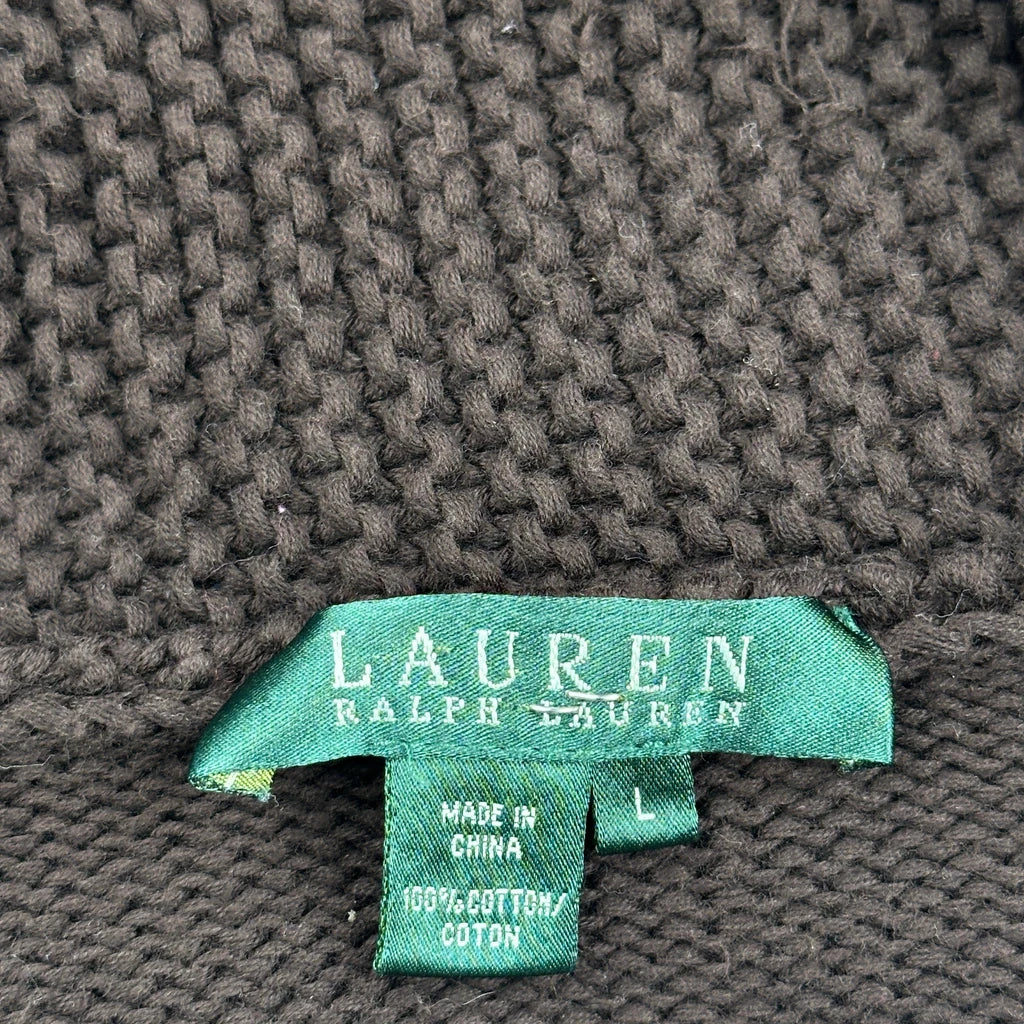 LAUREN
RALPH LAUREN
MADE IN
CHINA
L
100% COTTON/
COTON